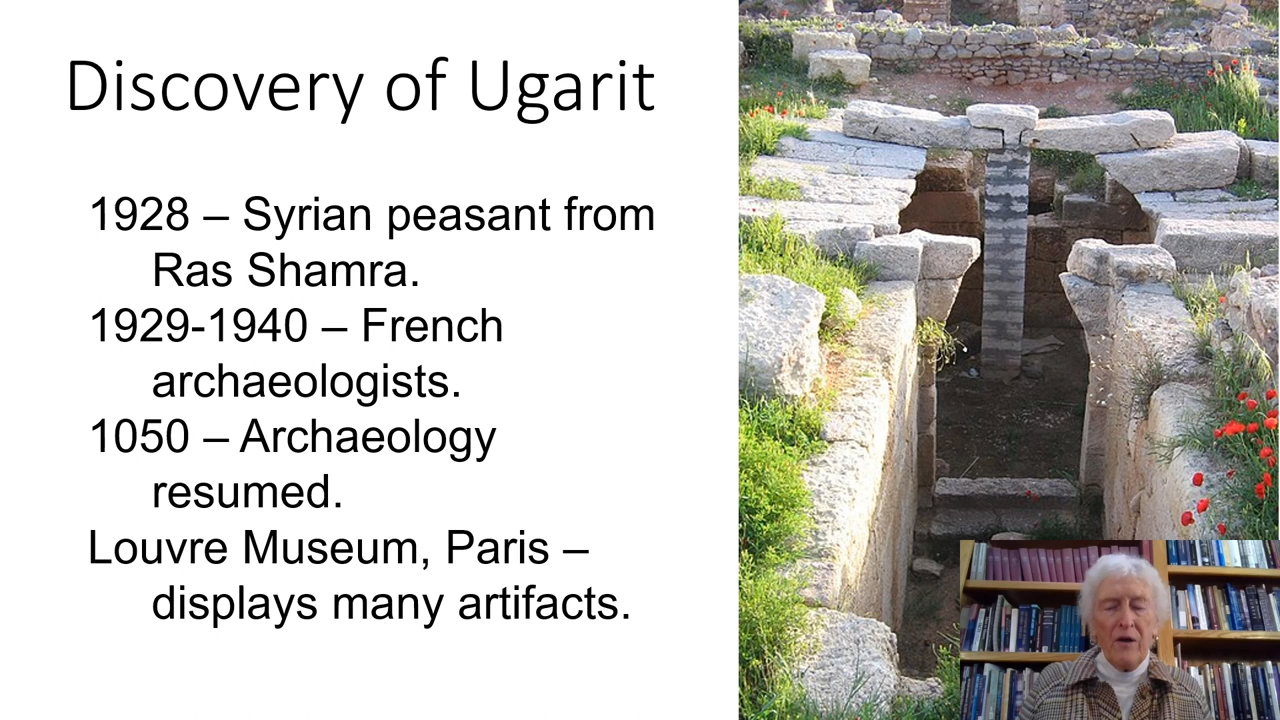 Discovery of Ugarit
1928 – Syrian peasant from
Ras Shamra.
1929-1940 – French
archaeologists.
1050 – Archaeology
resumed.
Louvre Museum, Paris –
displays many artifacts.